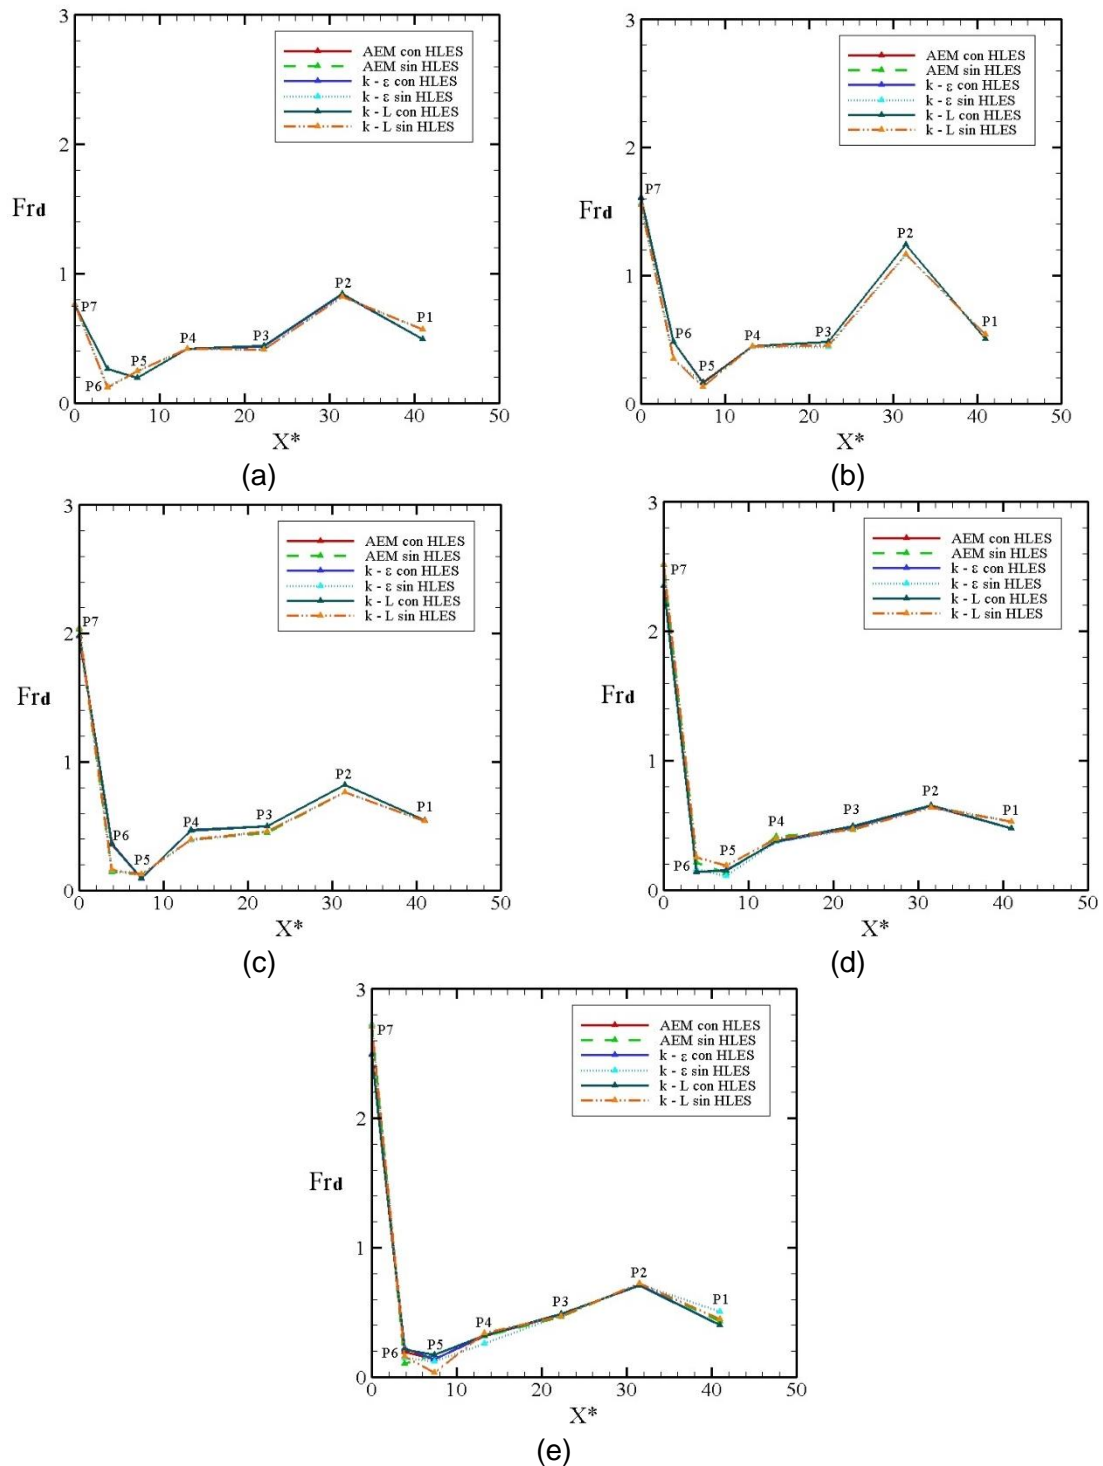 3
AEM con HLES
AEM sin HLES
k - ε con HLES
k - ε sin HLES
k - L con HLES
k - L sin HLES
2
Frd
1
P7
P6
P5
P4
P3
P2
P1
0
0 10 20 30 40 50
X*
(a)
3
AEM con HLES
AEM sin HLES
k - ε con HLES
k - ε sin HLES
k - L con HLES
k - L sin HLES
2
Frd
1
P7
P6
P5
P4
P3
P2
P1
0
0 10 20 30 40 50
X*
(b)
3
AEM con HLES
AEM sin HLES
k - ε con HLES
k - ε sin HLES
k - L con HLES
k - L sin HLES
2
Frd
1
P7
P6
P5
P4
P3
P2
P1
0
0 10 20 30 40 50
X*
(c)
3
AEM con HLES
AEM sin HLES
k - ε con HLES
k - ε sin HLES
k - L con HLES
k - L sin HLES
2
Frd
1
P7
P6
P5
P4
P3
P2
P1
0
0 10 20 30 40 50
X*
(d)
3
AEM con HLES
AEM sin HLES
k - ε con HLES
k - ε sin HLES
k - L con HLES
k - L sin HLES
2
Frd
1
P7
P6
P5
P4
P3
P2
P1
0
0 10 20 30 40 50
X*
(e)